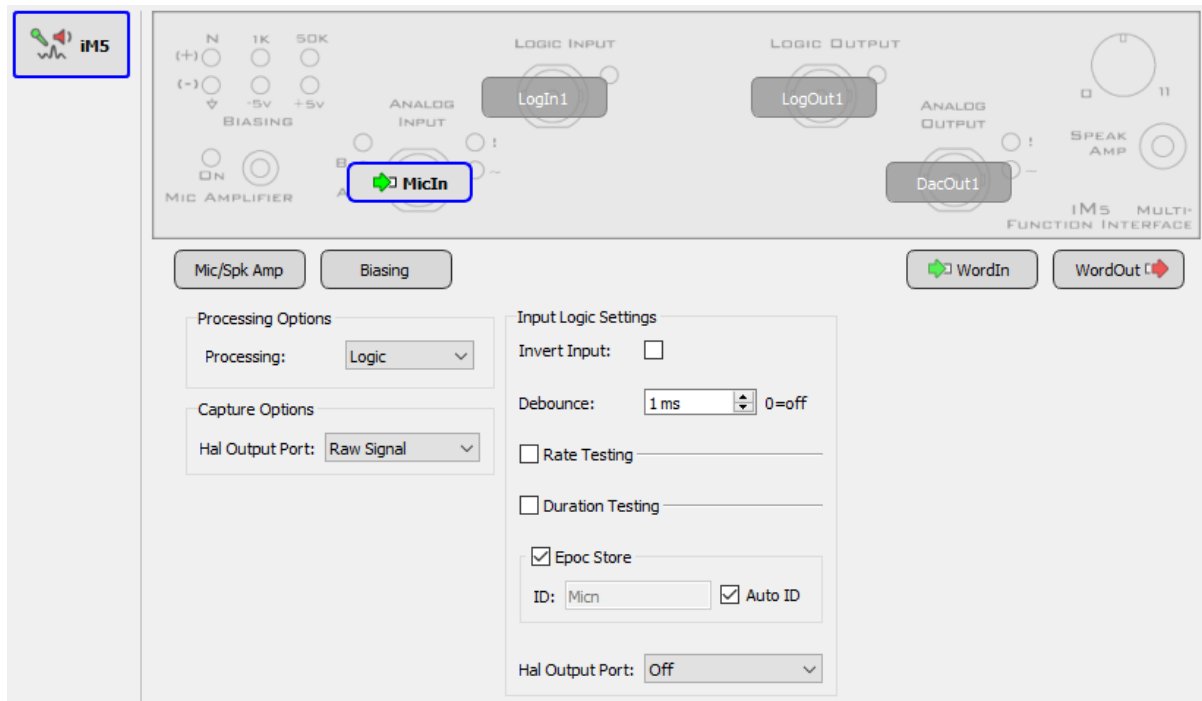 iM5
N 1K 50K
(+)
(-)
-5v +5v
BIASING
ON
MIC AMPLIFIER
ANALOG
INPUT
B
A
!
~
MicIn
LOGIC INPUT
LogIn1
LOGIC OUTPUT
LogOut1
ANALOG
OUTPUT
!
~
DacOut1
0 11
SPEAK
AMP
IM5 MULTI-
FUNCTION INTERFACE
Mic/Spk Amp
Biasing
WordIn
WordOut
Processing Options
Processing: Logic
Capture Options
Hal Output Port: Raw Signal
Input Logic Settings
Invert Input:
Debounce: 1 ms 0=off
Rate Testing
Duration Testing
Epoc Store
ID: Micn Auto ID
Hal Output Port: Off